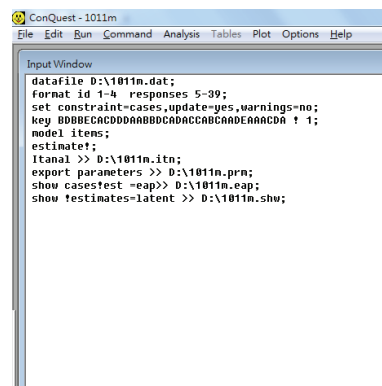 ConQuest - 1011m
File Edit Run Command Analysis Tables Plot Options Help
Input Window
datafile D:\1011m.dat;
format id 1-4 responses 5-39;
set constraint=cases,update=yes,warnings=no;
key BDBBECACDDDAABBDCADACCABCAADEAAACDA ! 1;
model items;
estimate!;
Itanal >> D:\1011m.itn;
export parameters >> D:\1011m.prm;
show cases!est =eap>> D:\1011m.eap;
show !estimates=latent >> D:\1011m.shw;